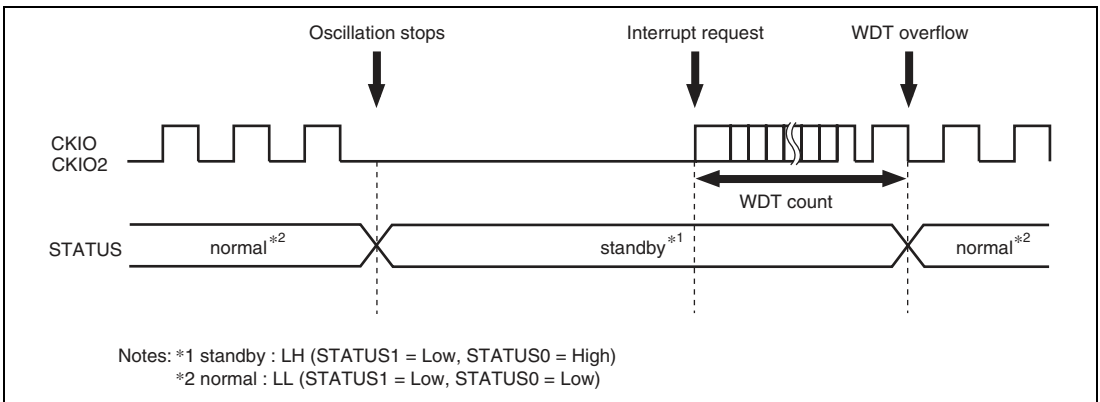 Oscillation stops Interrupt request WDT overflow
CKIO
CKIO2
WDT count
STATUS normal*2 standby*1 normal*2
Notes: *1 standby : LH (STATUS1 = Low, STATUS0 = High)
*2 normal : LL (STATUS1 = Low, STATUS0 = Low)